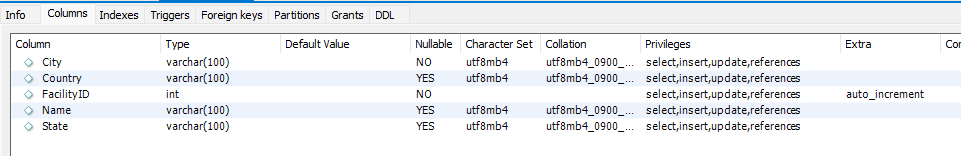 Info Columns Indexes Triggers Foreign keys Partitions Grants DDL
Column Type Default Value Nullable Character Set Collation Privileges Extra Con
City varchar(100) NO utf8mb4 utf8mb4_0900_... select,insert,update,references
Country varchar(100) YES utf8mb4 utf8mb4_0900_... select,insert,update,references
FacilityID int NO select,insert,update,references auto_increment
Name varchar(100) YES utf8mb4 utf8mb4_0900_... select,insert,update,references
State varchar(100) YES utf8mb4 utf8mb4_0900_... select,insert,update,references